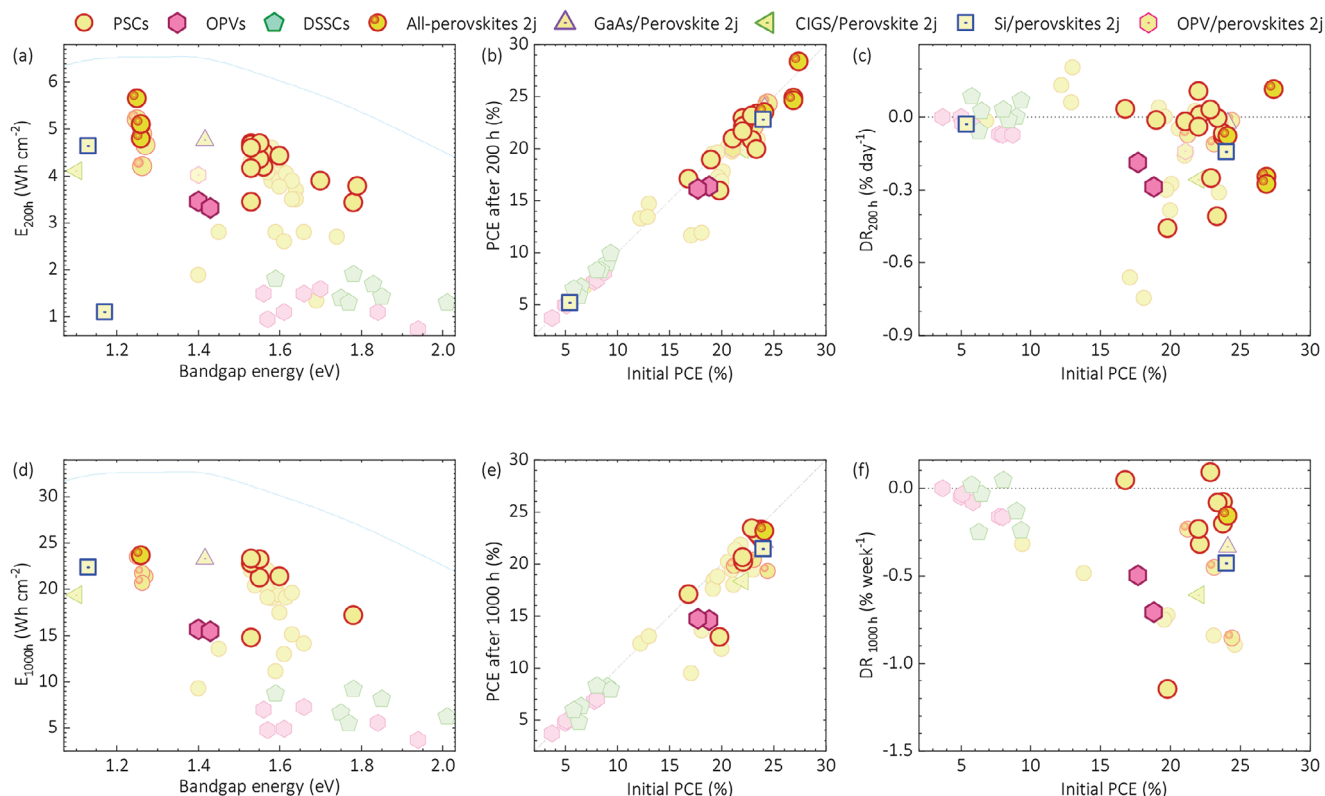 PSCs OPVs DSSCs All-perovskites 2j GaAs/Perovskite 2j CIGS/Perovskite 2j Si/perovskites 2j OPV/perovskites 2j
(a)
E200h (Wh cm-2)
6
5
4
3
2
1
1.2 1.4 1.6 1.8 2.0
Bandgap energy (eV)
(b)
PCE after 200 h (%)
30
25
20
15
10
5
5 10 15 20 25 30
Initial PCE (%)
(c)
DR200 h (% day-1)
0.0
-0.3
-0.6
-0.9
5 10 15 20 25 30
Initial PCE (%)
(d)
E1000h (Wh cm-2)
30
25
20
15
10
5
1.2 1.4 1.6 1.8 2.0
Bandgap energy (eV)
(e)
PCE after 1000 h (%)
30
25
20
15
10
5
5 10 15 20 25 30
Initial PCE (%)
(f)
DR 1000 h (% week-1)
0.0
-0.5
-1.0
-1.5
5 10 15 20 25 30
Initial PCE (%)